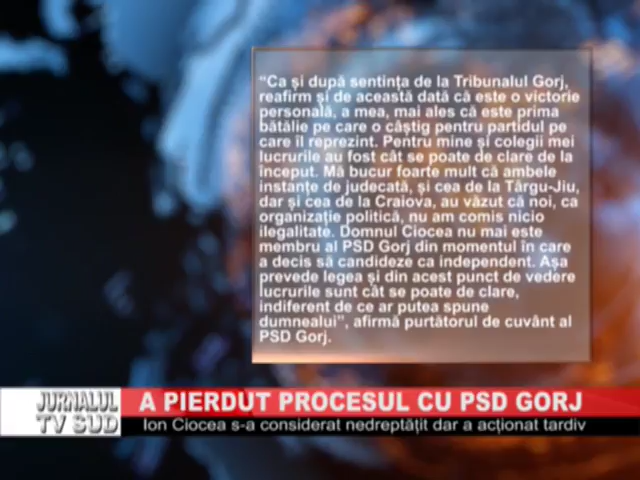 “Ca și după sentința de la Tribunalul Gorj,
reafirm și de această dată că este o victorie
personală, a mea, mai ales că este prima
bătălie pe care o câștig pentru partidul pe
care îl reprezint. Pentru mine și colegii mei
lucrurile au fost cât se poate de clare de la
început. Mă bucur foarte mult că ambele
instanțe de judecată, și cea de la Târgu-Jiu,
dar și cea de la Craiova, au văzut că noi, ca
organizație politică, nu am comis nicio
ilegalitate. Domnul Ciocea nu mai este
membru al PSD Gorj din momentul în care
a decis să candideze ca independent. Așa
prevede legea și din acest punct de vedere
lucrurile sunt cât se poate de clare,
indiferent de ce ar putea spune
dumnealui”, afirmă purtătorul de cuvânt al
PSD Gorj.
JURNALUL
TV SUD
A PIERDUT PROCESUL CU PSD GORJ
Ion Ciocea s-a considerat nedreptățit dar a acționat tardiv